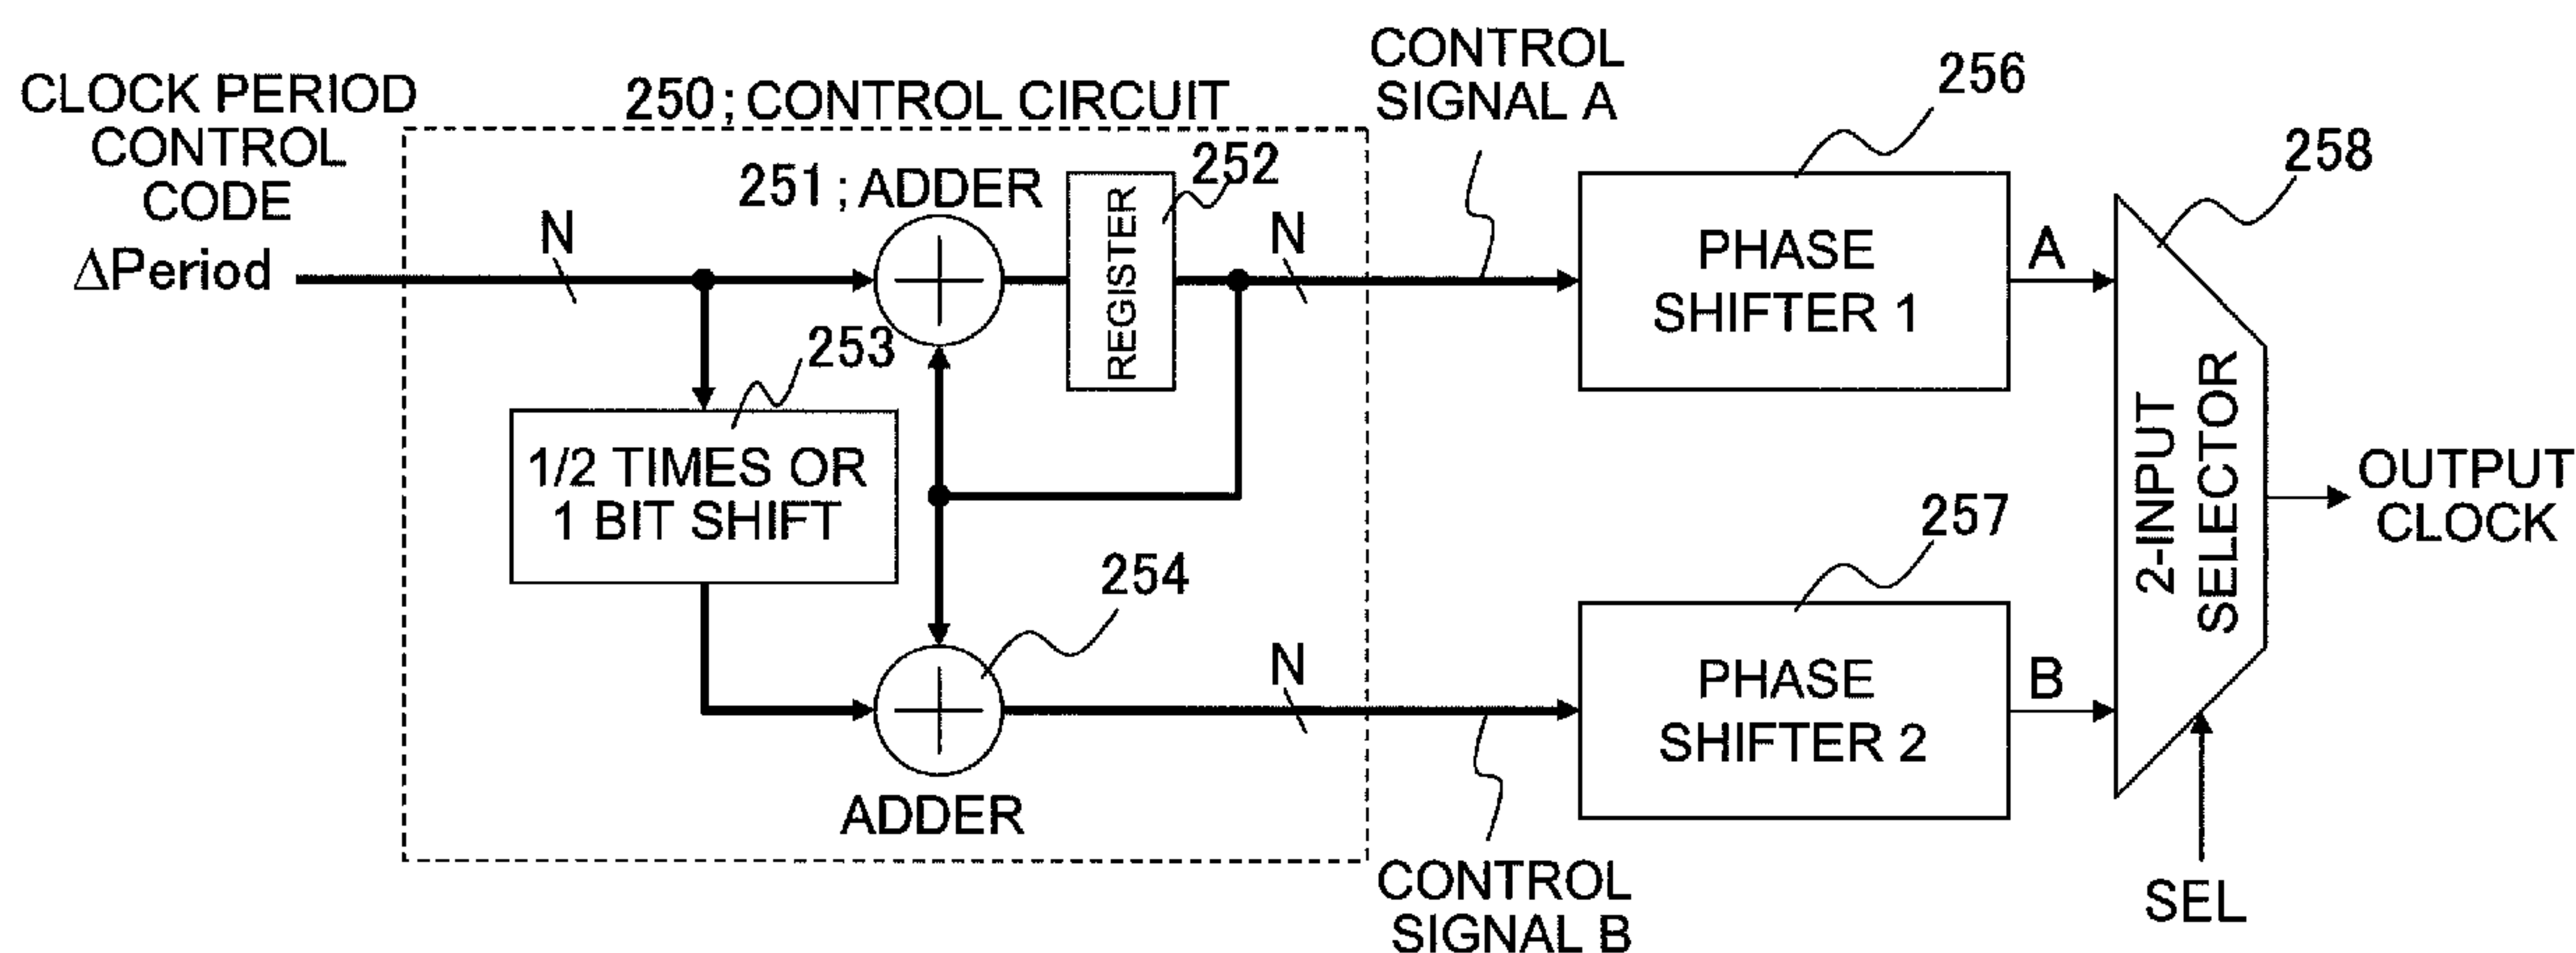 CLOCK PERIOD
CONTROL
CODE
ΔPeriod
N
250;CONTROL CIRCUIT
251;ADDER
REGISTER
252
N
253
1/2 TIMES OR
1 BIT SHIFT
254
ADDER
N
CONTROL
SIGNAL A
CONTROL
SIGNAL B
256
PHASE
SHIFTER 1
A
257
PHASE
SHIFTER 2
B
258
2-INPUT
SELECTOR
SEL
OUTPUT
CLOCK